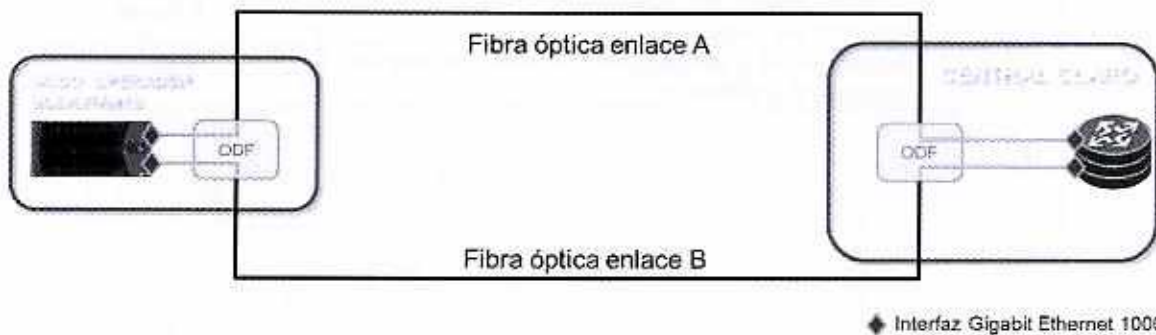 Fibra óptica enlace A
ODF
ODF
Fibra óptica enlace B
Interfaz Gigabit Ethernet